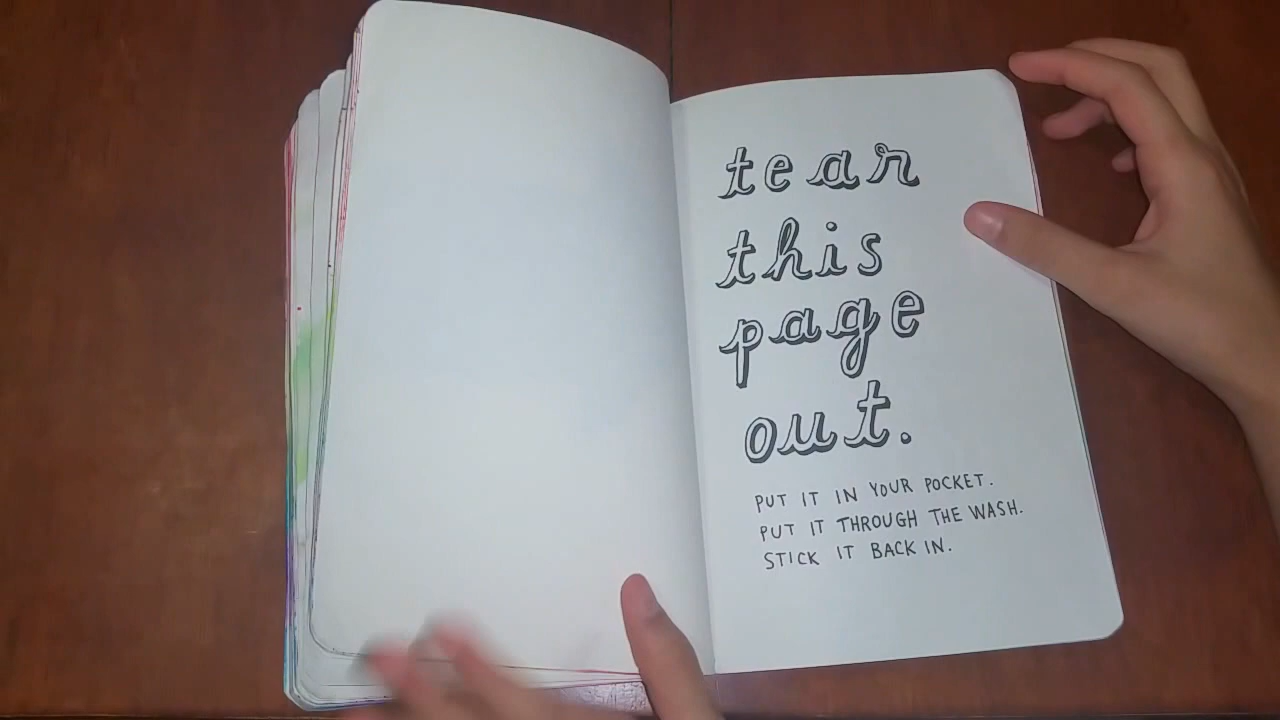 tear
this
page
out.
PUT IT IN YOUR POCKET.
PUT IT THROUGH THE WASH.
STICK IT BACK IN.